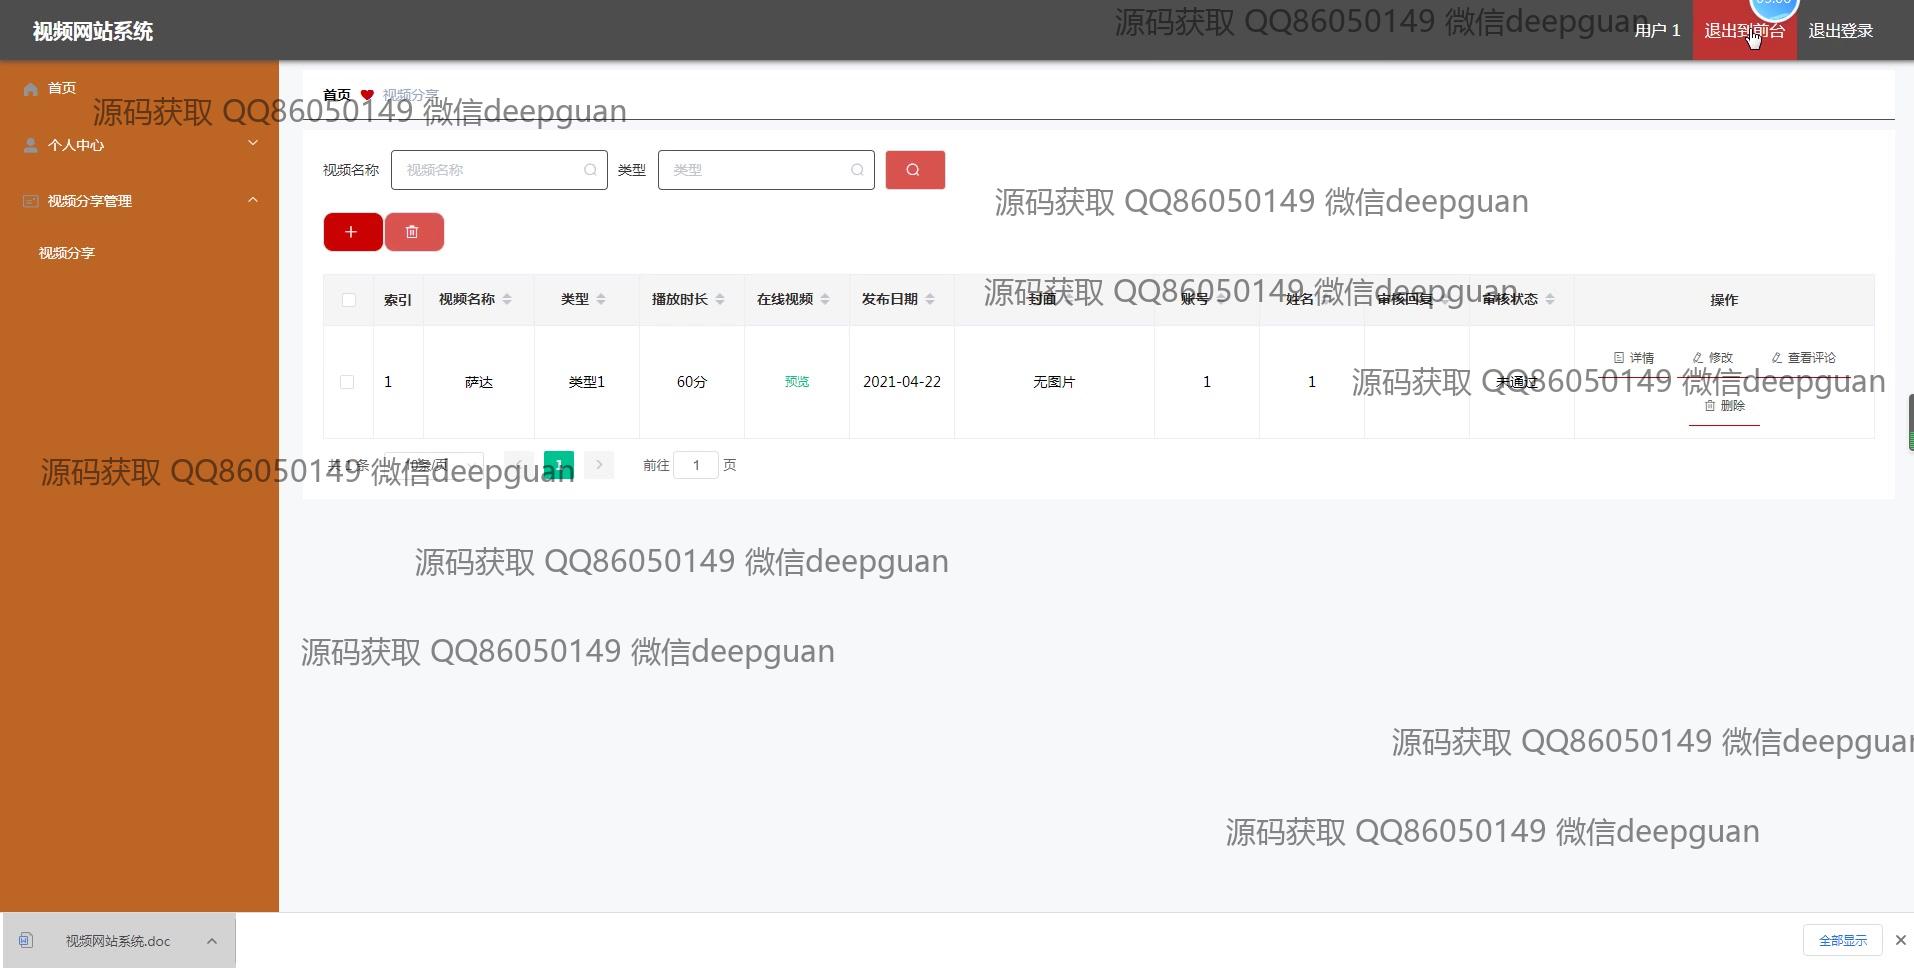 视频网站系统
源码获取 QQ86050149 微信deepguan
用户 1
退出到前台
退出登录
首页
首页 视频分享
源码获取 QQ86050149 微信deepguan
个人中心
视频名称 视频名称 类型 类型
视频分享管理
源码获取 QQ86050149 微信deepguan
视频分享
索引 视频名称 类型 播放时长 在线视频 发布日期 封面 账号 姓名 审核回复 审核状态 操作
源码获取 QQ86050149 微信deepguan
详情 修改 查看评论
1 萨达 类型1 60分 预览 2021-04-22 无图片 1 1 未通过
源码获取 QQ86050149 微信deepguan
删除
共 1 条 10条/页 1 前往 1 页
源码获取 QQ86050149 微信deepguan
源码获取 QQ86050149 微信deepguan
源码获取 QQ86050149 微信deepguan
源码获取 QQ86050149 微信deepguan
源码获取 QQ86050149 微信deepguan
视频网站系统.doc
全部显示